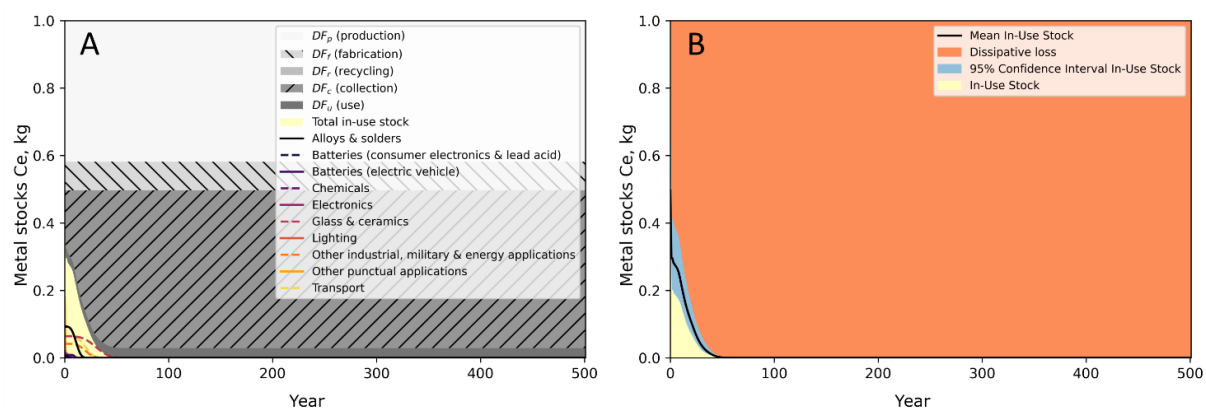 A
Metal stocks Ce, kg
1.0
0.8
0.6
0.4
0.2
0.0
DFp (production)
DFf (fabrication)
DFr (recycling)
DFc (collection)
DFu (use)
Total in-use stock
Alloys & solders
Batteries (consumer electronics & lead acid)
Batteries (electric vehicle)
Chemicals
Electronics
Glass & ceramics
Lighting
Other industrial, military & energy applications
Other punctual applications
Transport
0 100 200 300 400 500
Year
B
Metal stocks Ce, kg
1.0
0.8
0.6
0.4
0.2
0.0
Mean In-Use Stock
Dissipative loss
95% Confidence Interval In-Use Stock
In-Use Stock
0 100 200 300 400 500
Year